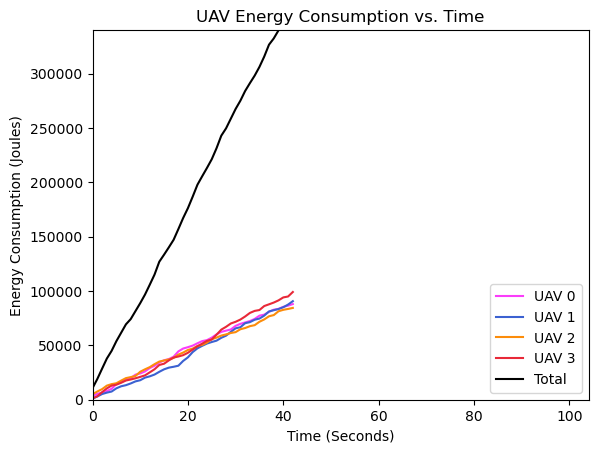 UAV Energy Consumption vs. Time
Energy Consumption (Joules)
300000
250000
200000
150000
100000
50000
0
0 20 40 60 80 100
Time (Seconds)
UAV 0
UAV 1
UAV 2
UAV 3
Total